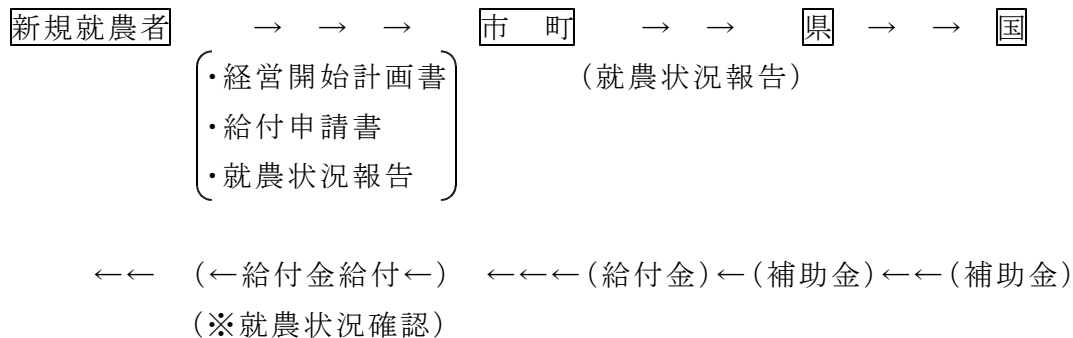 新規就農者 → → → 市 町 → → 県 → → 国
・経営開始計画書 (就農状況報告)
・給付申請書
・就農状況報告
←← (←給付金給付←) ←←←(給付金)←(補助金)←←(補助金)
(※就農状況確認)